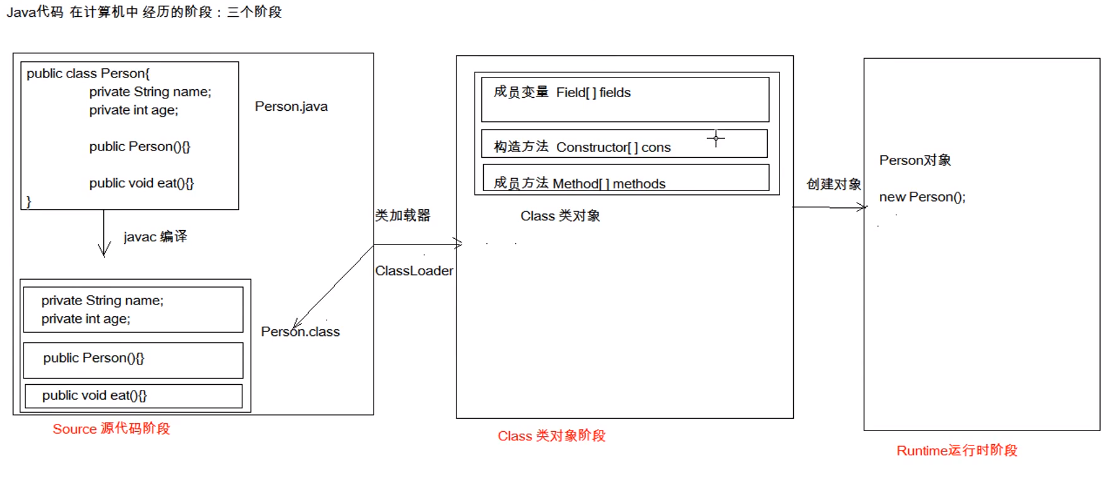 Java代码 在计算机中 经历的阶段：三个阶段
public class Person{
private String name;
private int age;
public Person(){}
public void eat(){}
}
Person.java
javac 编译
private String name;
private int age;
public Person(){}
public void eat(){}
Person.class
Source 源代码阶段
类加载器
ClassLoader
成员变量 Field[ ] fields
构造方法 Constructor[ ] cons
成员方法 Method[ ] methods
Class 类对象
Class 类对象阶段
创建对象
Person对象
new Person();
Runtime运行时阶段